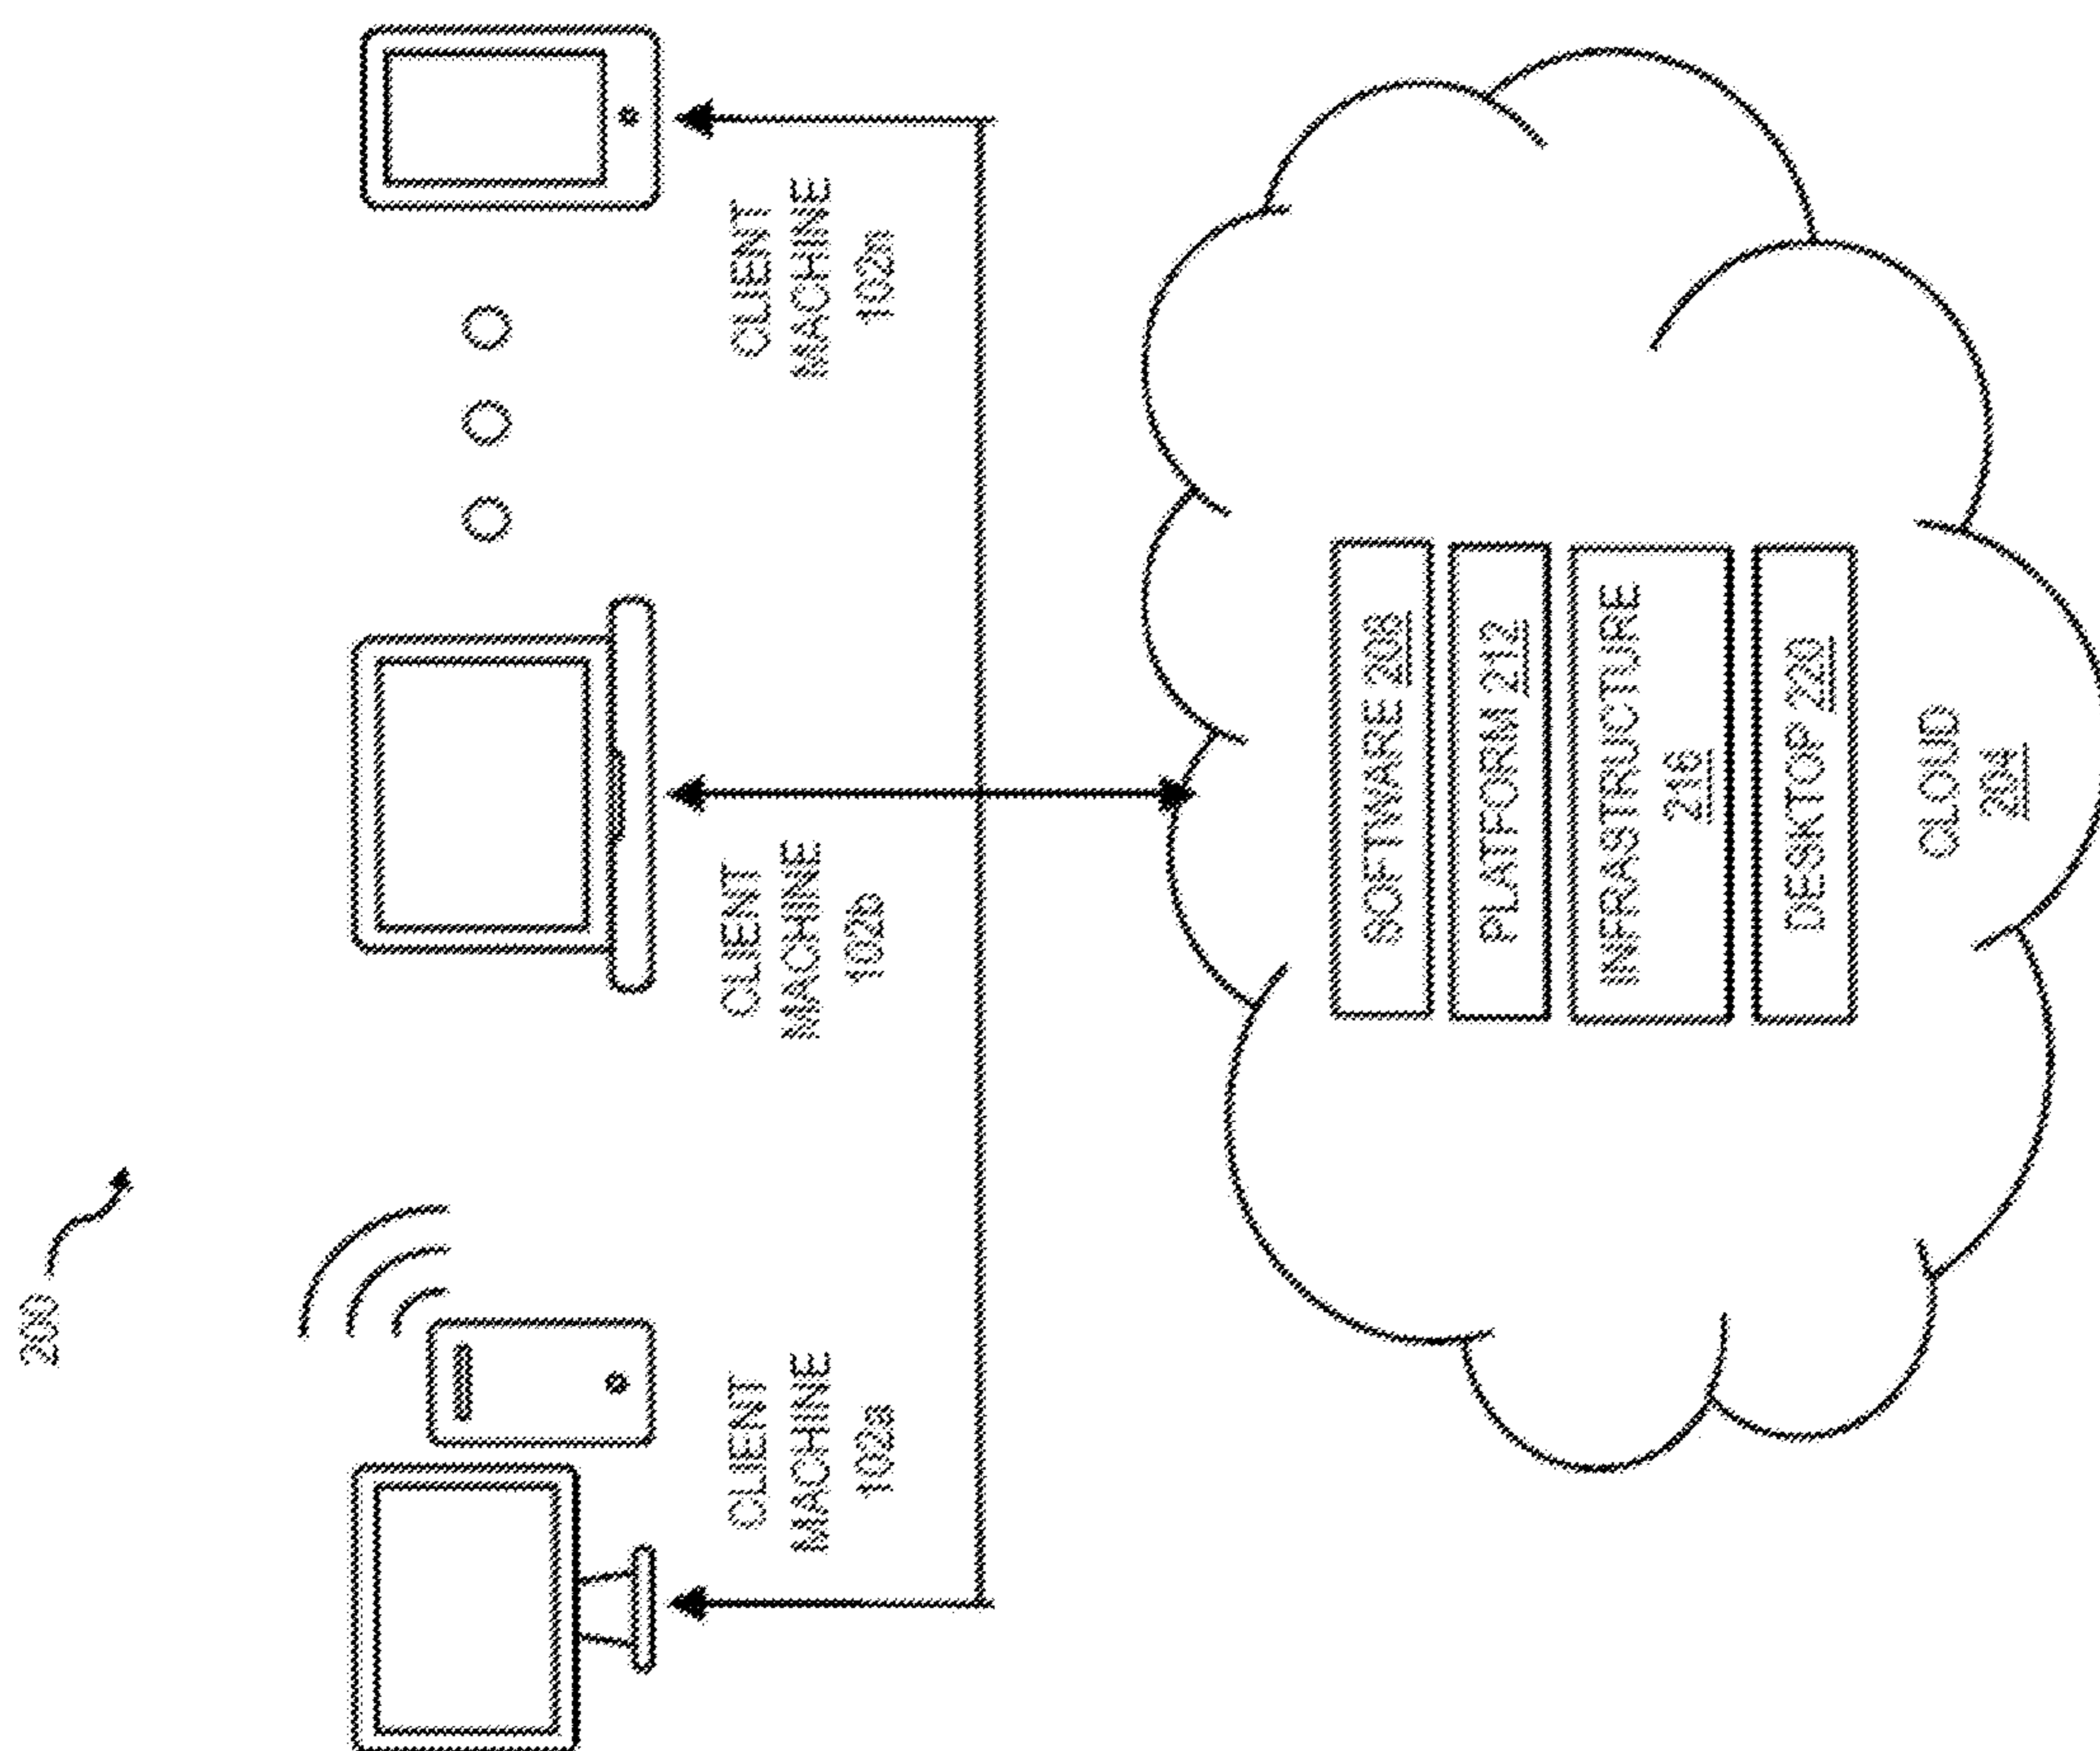 200
CLIENT
MACHINE
102a
CLIENT
MACHINE
102b
CLIENT
MACHINE
102n
SOFTWARE 208
PLATFORM 212
INFRASTRUCTURE
216
DESKTOP 220
CLOUD
204